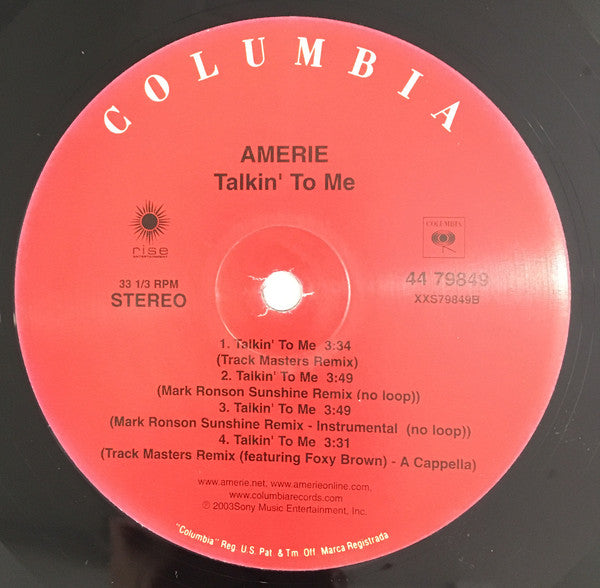 COLUMBIA
AMERIE
Talkin' To Me
rise
ENTERTAINMENT
COLUMBIA
33 1/3 RPM
STEREO
44 79849
XXS79849B
1. Talkin' To Me 3:34
(Track Masters Remix)
2. Talkin' To Me 3:49
(Mark Ronson Sunshine Remix (no loop))
3. Talkin' To Me 3:49
(Mark Ronson Sunshine Remix - Instrumental (no loop))
4. Talkin' To Me 3:31
(Track Masters Remix (featuring Foxy Brown) - A Cappella)
www.amerie.net, www.amerieonline.com,
www.columbiarecords.com
℗ 2003Sony Music Entertainment, Inc.
"Columbia" Reg. U.S. Pat. & Tm. Off. Marca Registrada